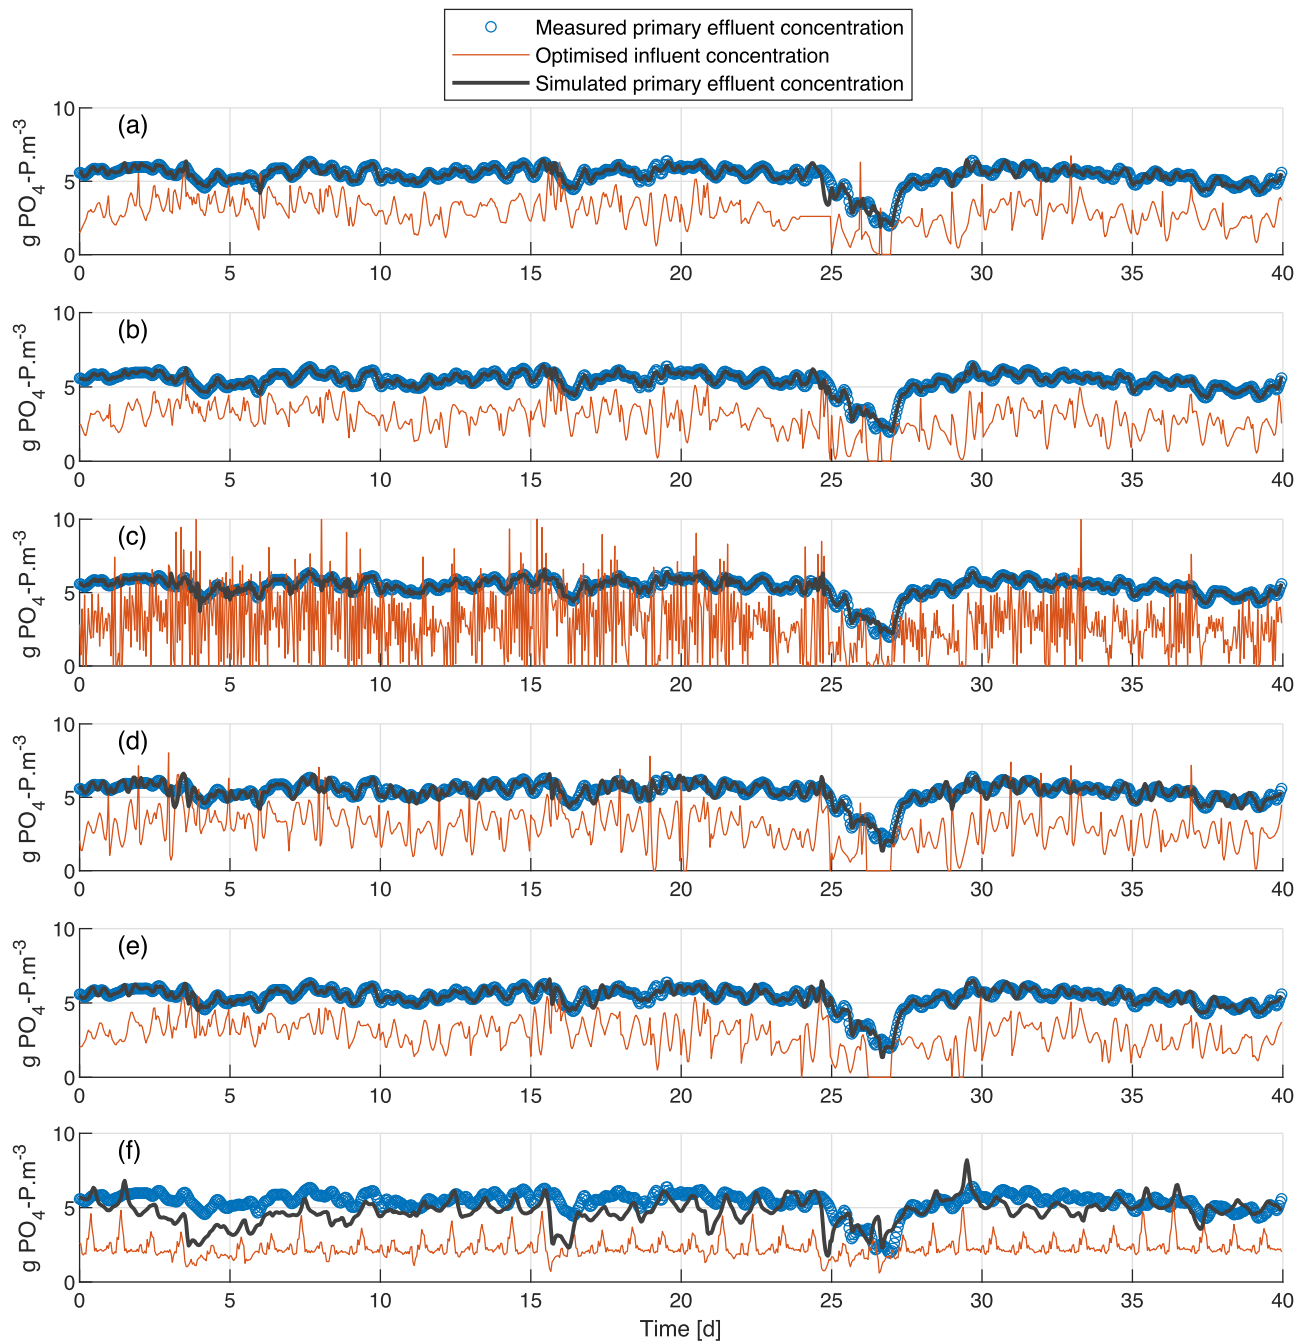 Measured primary effluent concentration
Optimised influent concentration
Simulated primary effluent concentration
(a)
g PO4-P.m-3
10
5
0
0 5 10 15 20 25 30 35 40
(b)
g PO4-P.m-3
10
5
0
0 5 10 15 20 25 30 35 40
(c)
g PO4-P.m-3
10
5
0
0 5 10 15 20 25 30 35 40
(d)
g PO4-P.m-3
10
5
0
0 5 10 15 20 25 30 35 40
(e)
g PO4-P.m-3
10
5
0
0 5 10 15 20 25 30 35 40
(f)
g PO4-P.m-3
10
5
0
0 5 10 15 20 25 30 35 40
Time [d]